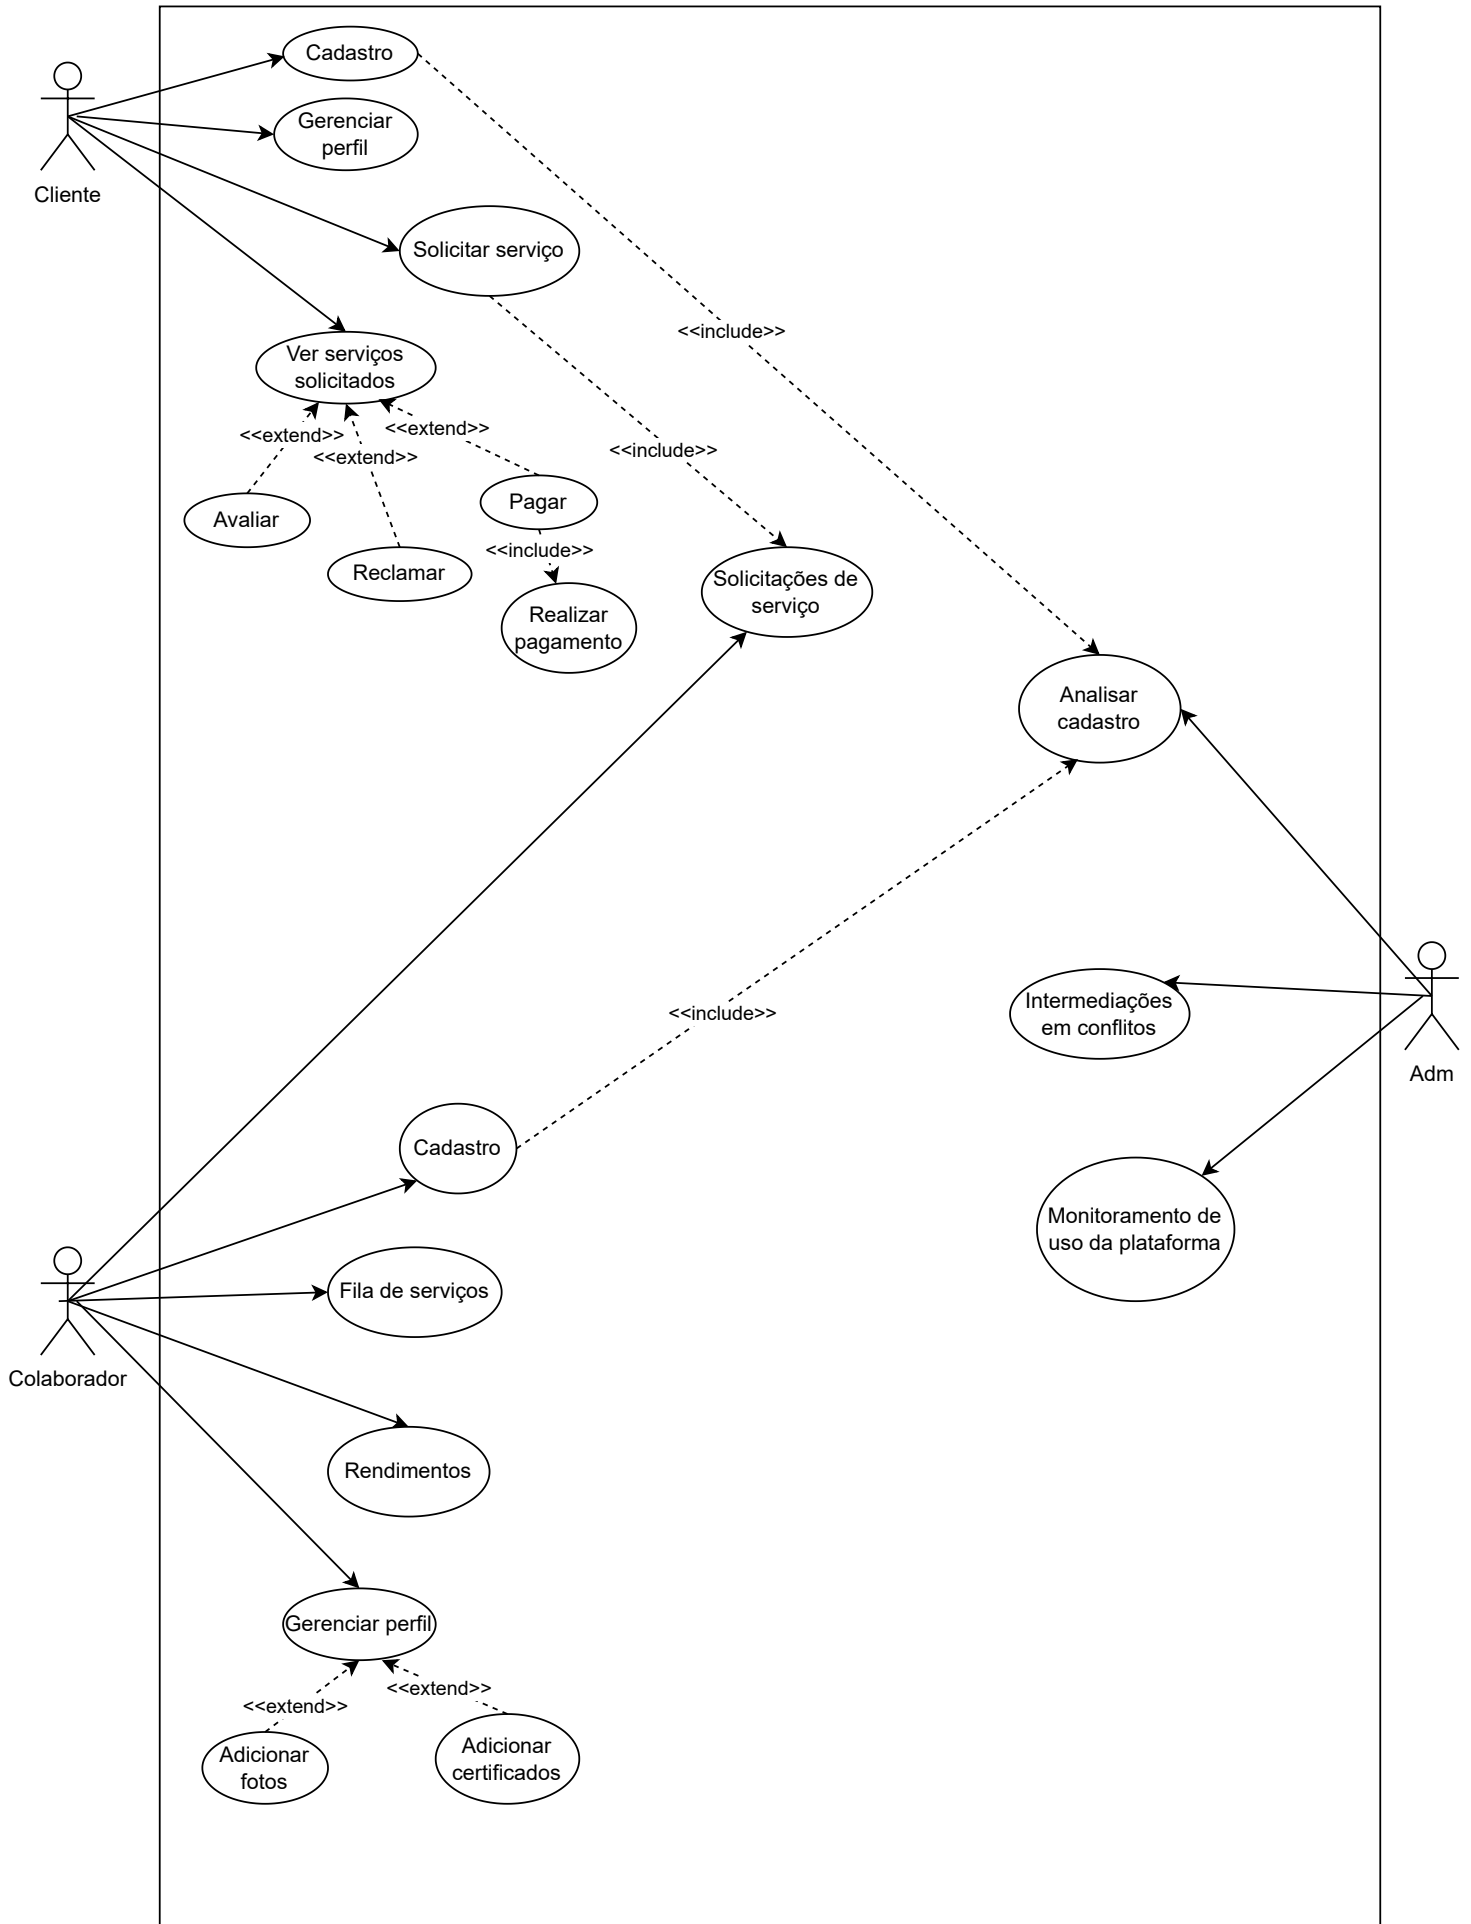 Cadastro
Gerenciar
perfil
Cliente
Solicitar serviço
<<include>>
Ver serviços
solicitados
<<extend>>
<<extend>>
<<extend>>
<<include>>
Pagar
Avaliar
<<include>>
Reclamar
Realizar
pagamento
Solicitações de
serviço
Analisar
cadastro
Intermediações
em conflitos
<<include>>
Adm
Cadastro
Monitoramento de
uso da plataforma
Fila de serviços
Colaborador
Rendimentos
Gerenciar perfil
<<extend>>
<<extend>>
Adicionar
fotos
Adicionar
certificados